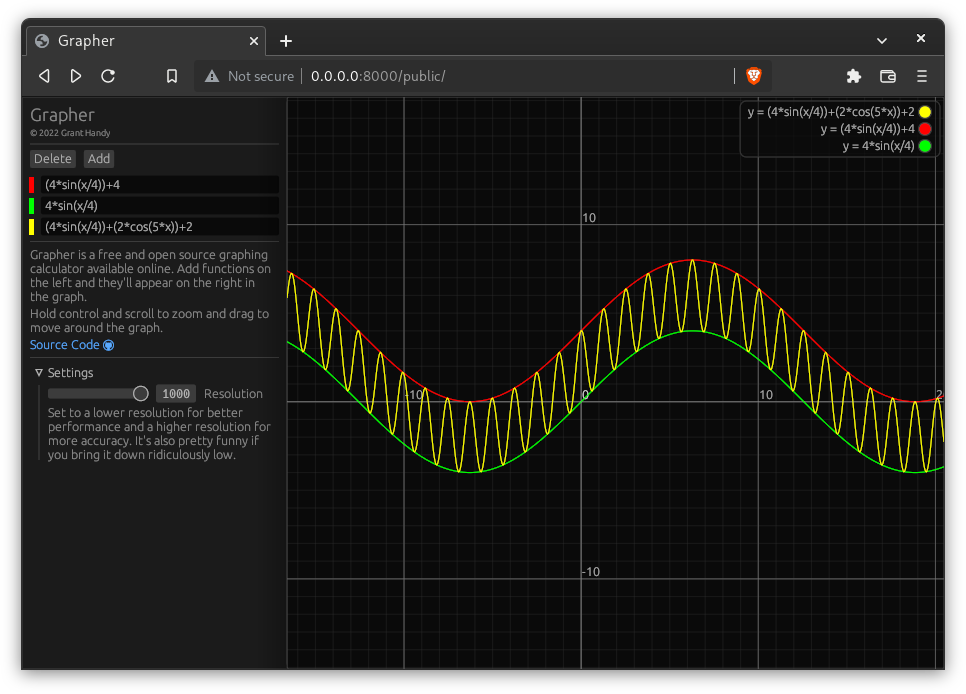 Grapher
Not secure
0.0.0.0:8000/public/
Grapher
© 2022 Grant Handy
Delete
Add
(4*sin(x/4))+4
4*sin(x/4)
(4*sin(x/4))+(2*cos(5*x))+2
Grapher is a free and open source graphing
calculator available online. Add functions on
the left and they'll appear on the right in
the graph.
Hold control and scroll to zoom and drag to
move around the graph.
Source Code
Settings
1000
Resolution
Set to a lower resolution for better
performance and a higher resolution for
more accuracy. It's also pretty funny if
you bring it down ridiculously low.
y = (4*sin(x/4))+(2*cos(5*x))+2
y = (4*sin(x/4))+4
y = 4*sin(x/4)
10
-10
0
10
2
-10